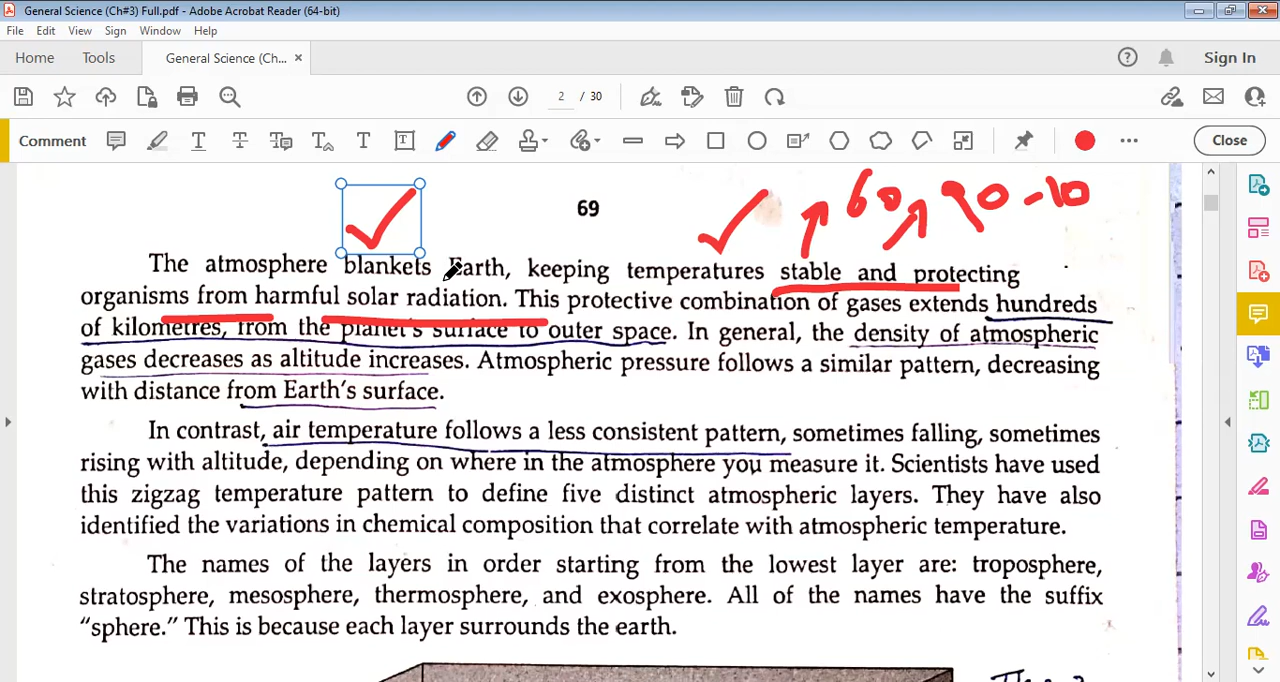 General Science (Ch#3) Full.pdf - Adobe Acrobat Reader (64-bit)
File Edit View Sign Window Help
Home Tools General Science (Ch... × Sign In
2 / 30
Comment Close
60 90 - 10
69
The atmosphere blankets Earth, keeping temperatures stable and protecting
organisms from harmful solar radiation. This protective combination of gases extends hundreds
of kilometres, from the planet's surface to outer space. In general, the density of atmospheric
gases decreases as altitude increases. Atmospheric pressure follows a similar pattern, decreasing
with distance from Earth's surface.
In contrast, air temperature follows a less consistent pattern, sometimes falling, sometimes
rising with altitude, depending on where in the atmosphere you measure it. Scientists have used
this zigzag temperature pattern to define five distinct atmospheric layers. They have also
identified the variations in chemical composition that correlate with atmospheric temperature.
The names of the layers in order starting from the lowest layer are: troposphere,
stratosphere, mesosphere, thermosphere, and exosphere. All of the names have the suffix
"sphere." This is because each layer surrounds the earth.